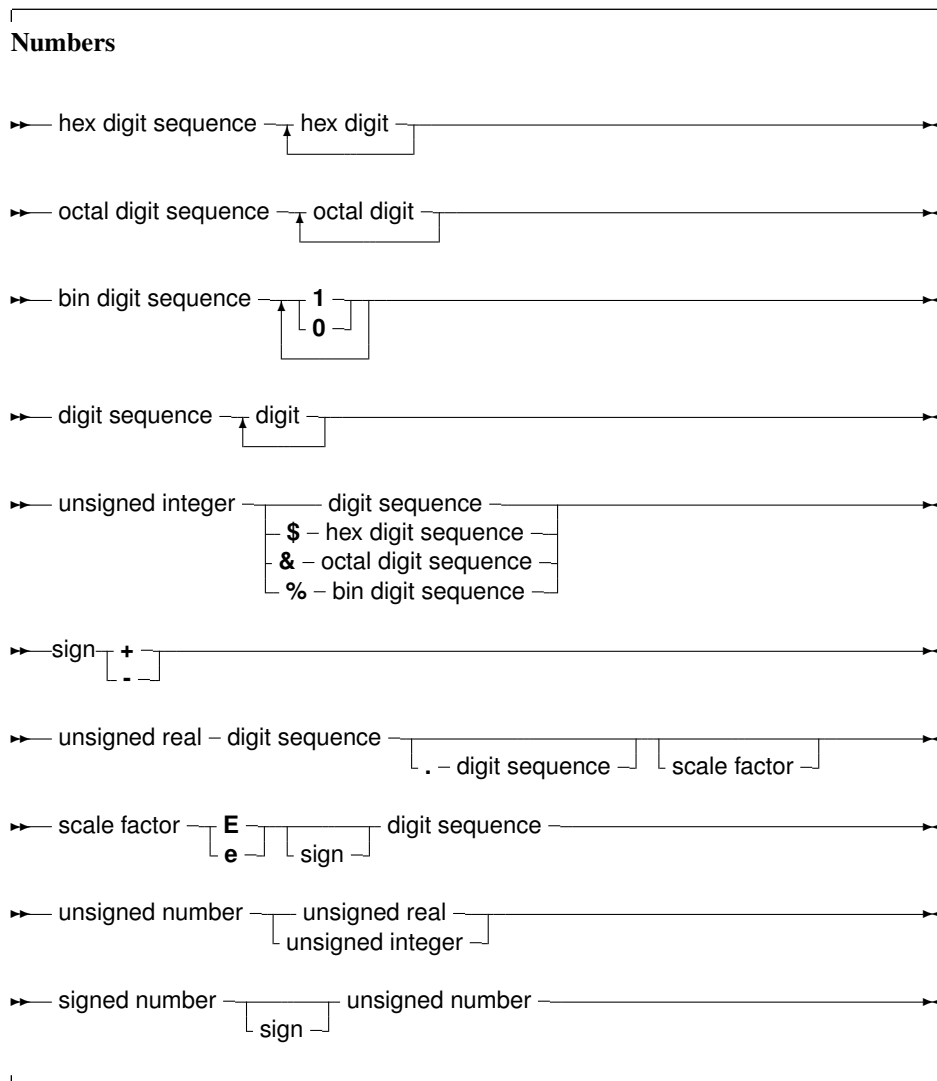 Numbers
hex digit sequence hex digit
octal digit sequence octal digit
bin digit sequence 1
0
digit sequence digit
unsigned integer digit sequence
$ hex digit sequence
& octal digit sequence
% bin digit sequence
sign +
-
unsigned real digit sequence
. digit sequence scale factor
scale factor E digit sequence
e sign
unsigned number unsigned real
unsigned integer
signed number unsigned number
sign